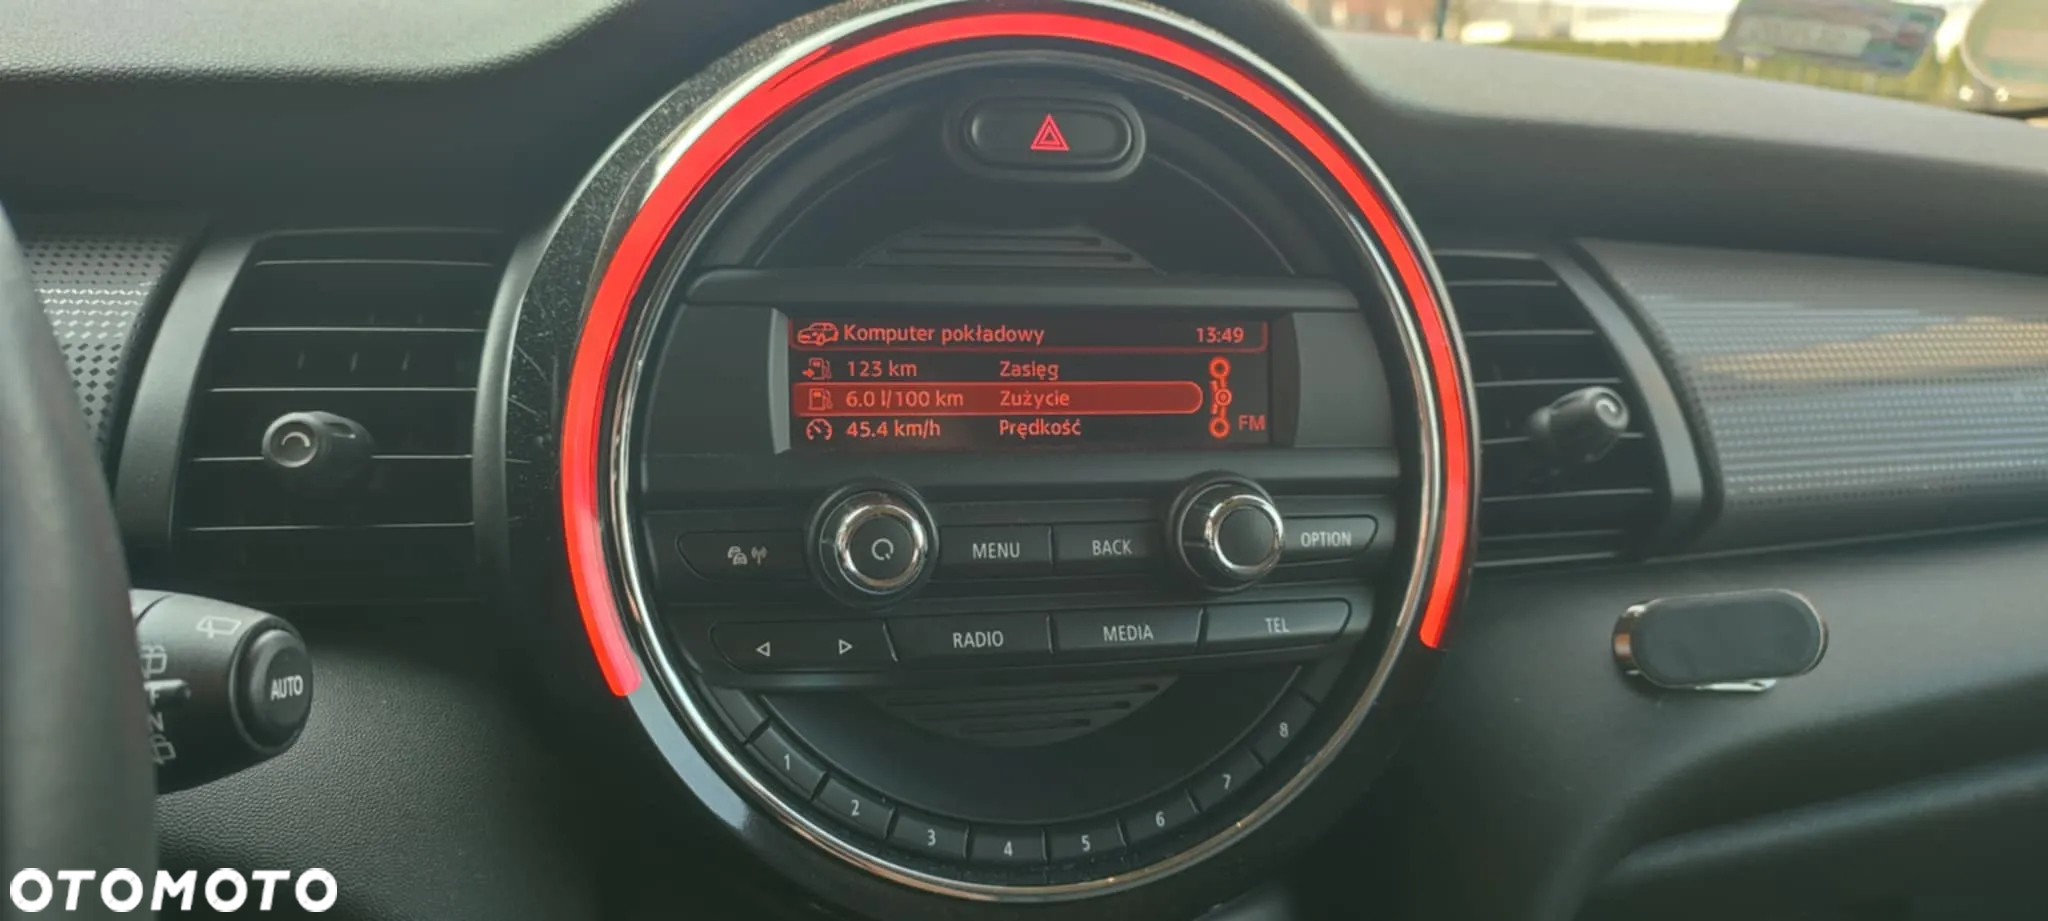 Komputer pokładowy 13:49
123 km Zasięg
6.0 l/100 km Zużycie
45.4 km/h Prędkość FM
MENU BACK OPTION
RADIO MEDIA TEL
AUTO
1 2 3 4 5 6 7 8
OTOMOTO